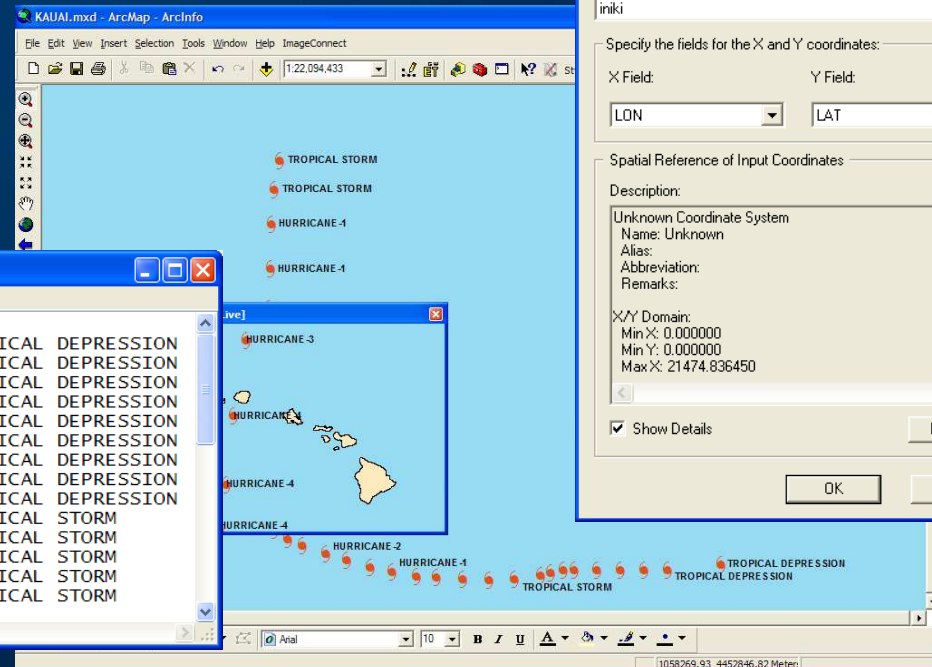 KAUAI.mxd - ArcMap - ArcInfo
File Edit View Insert Selection Tools Window Help ImageConnect
1:22,094,433
TROPICAL STORM
TROPICAL STORM
HURRICANE -1
HURRICANE -1
ive]
HURRICANE -3
HURRICANE -4
HURRICANE -4
HURRICANE -4
HURRICANE -2
HURRICANE -1
TROPICAL STORM
TROPICAL DEPRESSION
TROPICAL DEPRESSION
ICAL DEPRESSION
ICAL DEPRESSION
ICAL DEPRESSION
ICAL DEPRESSION
ICAL DEPRESSION
ICAL DEPRESSION
ICAL DEPRESSION
ICAL DEPRESSION
ICAL DEPRESSION
ICAL STORM
ICAL STORM
ICAL STORM
ICAL STORM
ICAL STORM
iniki
Specify the fields for the X and Y coordinates:
X Field: Y Field:
LON LAT
Spatial Reference of Input Coordinates
Description:
Unknown Coordinate System
Name: Unknown
Alias:
Abbreviation:
Remarks:
X/Y Domain:
Min X: 0.000000
Min Y: 0.000000
Max X: 21474.836450
Show Details
OK
Arial 10 B I U A
1058269.93 4452846.82 Meters